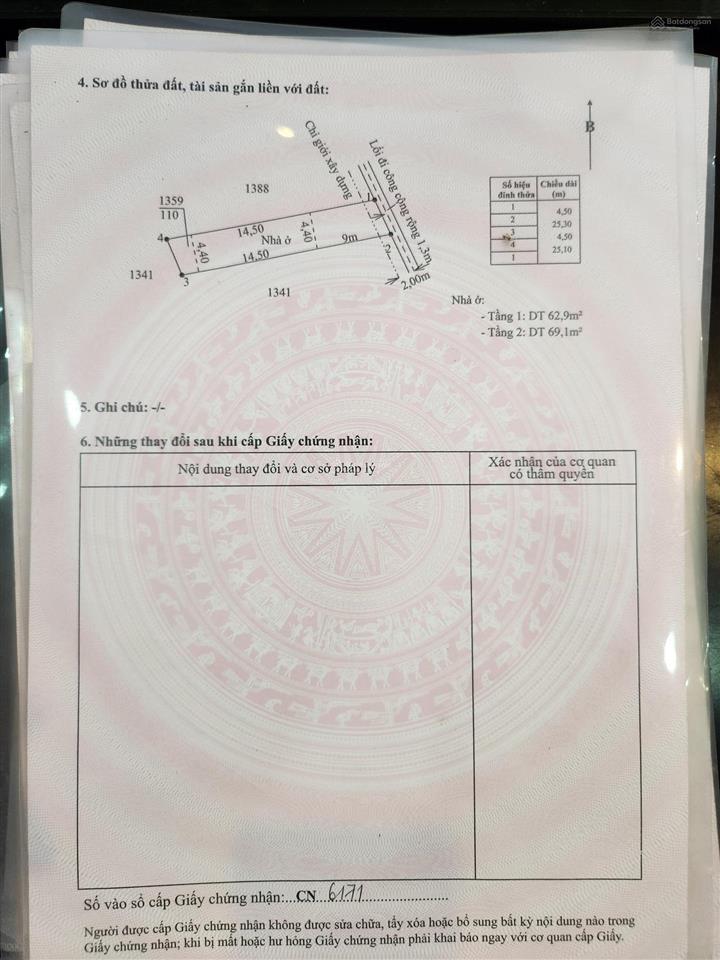 Batdongsan
4. Sơ đồ thửa đất, tài sản gắn liền với đất:
B
Chỉ giới xây dựng
Lối đi công cộng rộng 1,3m
1388
1359
110
1
4
14,50
Nhà ở
4,40
4,40
9m
2
14,50
3
1341
1341
2,00m
Số hiệu đỉnh thửa Chiều dài (m)
1
4,50
2
25,30
3
4,50
4
25,10
1
Nhà ở:
- Tầng 1: DT 62,9m²
- Tầng 2: DT 69,1m²
5. Ghi chú: -/-
6. Những thay đổi sau khi cấp Giấy chứng nhận:
Nội dung thay đổi và cơ sở pháp lý
Xác nhận của cơ quan
có thẩm quyền
Số vào sổ cấp Giấy chứng nhận:...CN...6171......................
Người được cấp Giấy chứng nhận không được sửa chữa, tẩy xóa hoặc bổ sung bất kỳ nội dung nào trong
Giấy chứng nhận; khi bị mất hoặc hư hỏng Giấy chứng nhận phải khai báo ngay với cơ quan cấp Giấy.